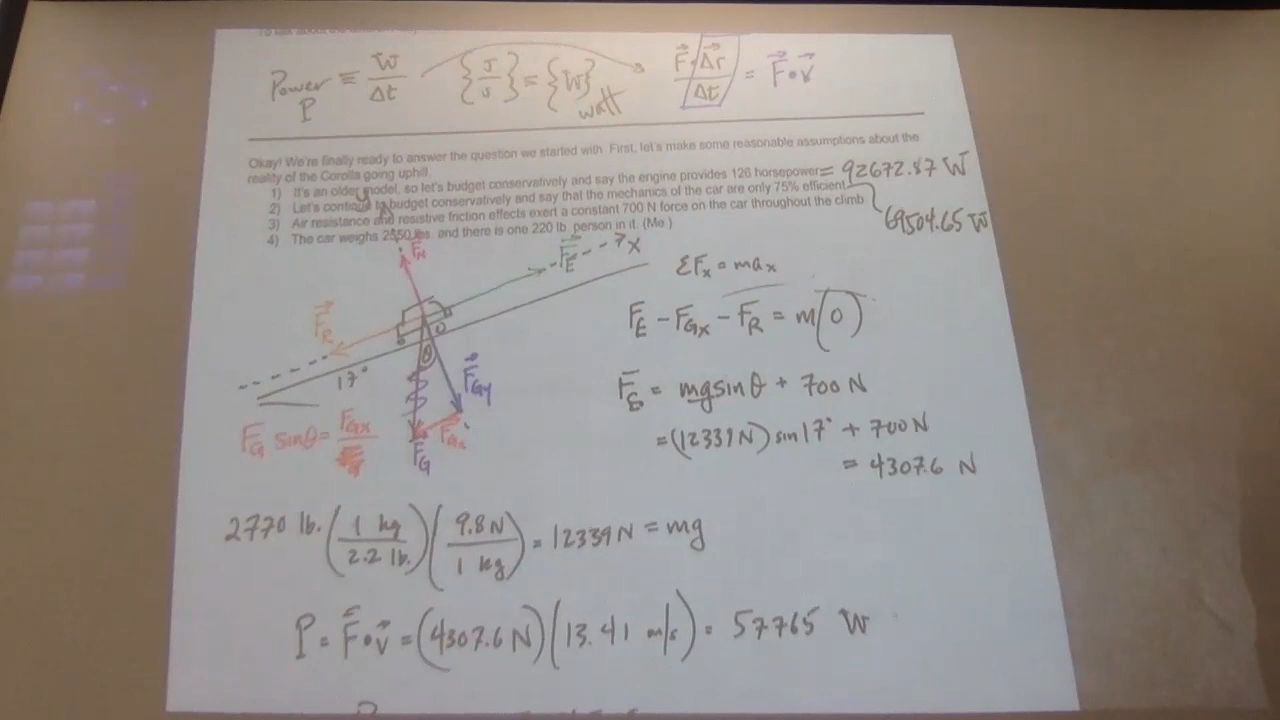 Power ≡ W/Δt {J/s} = {W} F⃗·Δr⃗/Δt = F⃗•v⃗
P watt
Okay! We're finally ready to answer the question we started with. First, let's make some reasonable assumptions about the
reality of the Corolla going uphill.
1) It's an older model, so let's budget conservatively and say the engine provides 126 horsepower = 92672.87 W
2) Let's continue to budget conservatively and say that the mechanics of the car are only 75% efficient
69504.65 W
3) Air resistance and resistive friction effects exert a constant 700 N force on the car throughout the climb
4) The car weighs 2550 lbs. and there is one 220 lb. person in it. (Me.)
F_N
F⃗_E
x
ΣF_x = ma_x
F⃗_R
F_E - F_Gx - F_R = m(0)
θ
17°
F⃗_Gy
F_E = mg sin θ + 700 N
F_G sinθ = F_Gx/F_G
F_Gx
F_G
= (12339 N) sin 17° + 700 N
= 4307.6 N
2770 lb. (1 kg/2.2 lb.)(9.8 N/1 kg) = 12339 N = mg
P = F⃗•v⃗ = (4307.6 N)(13.41 m/s) = 57765 W